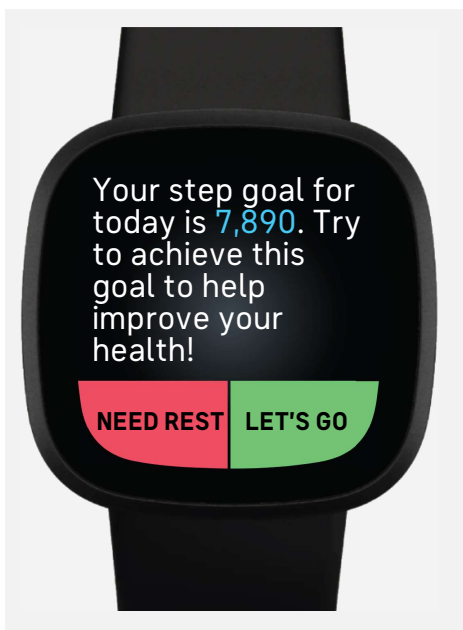 Your step goal for
today is 7,890. Try
to achieve this
goal to help
improve your
health!
NEED REST
LET'S GO